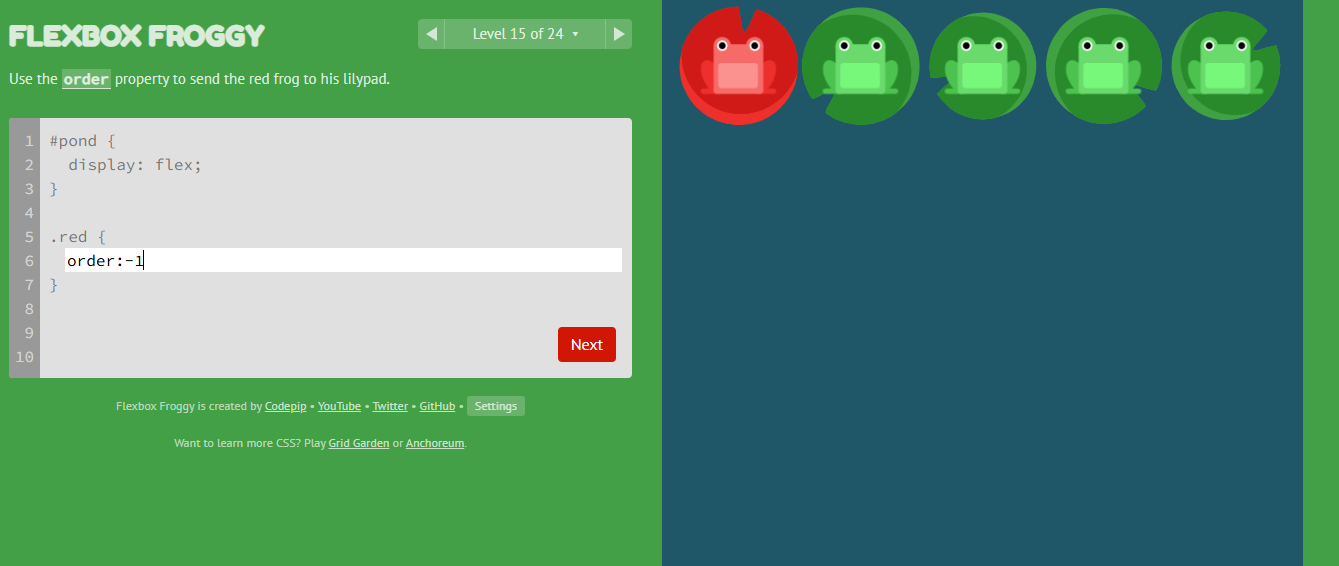 FLEXBOX FROGGY
Level 15 of 24
Use the order property to send the red frog to his lilypad.
1 #pond {
2 display: flex;
3 }
4
5 .red {
6 order:-1
7 }
8
9
10
Next
Flexbox Froggy is created by Codepip • YouTube • Twitter • GitHub • Settings
Want to learn more CSS? Play Grid Garden or Anchoreum.